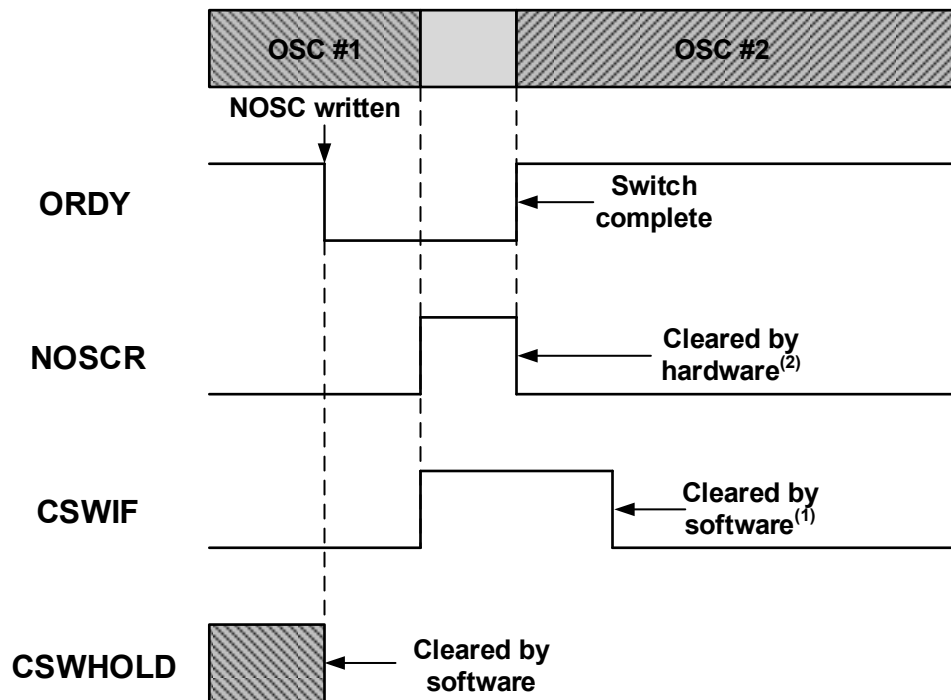 OSC #1
OSC #2
NOSC written
ORDY
Switch
complete
NOSCR
Cleared by
hardware(2)
CSWIF
Cleared by
software(1)
CSWHOLD
Cleared by
software